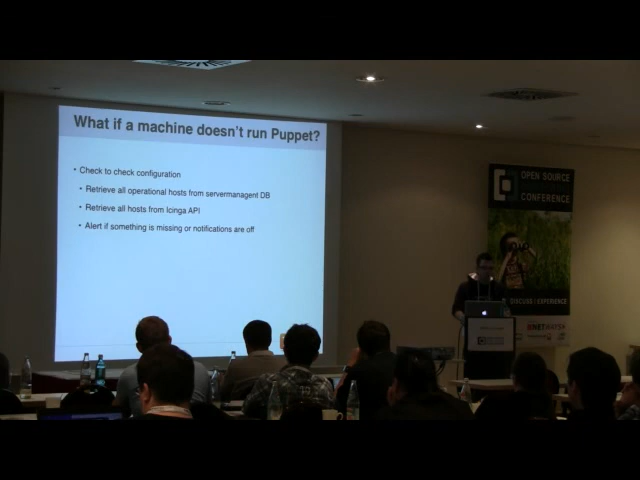 What if a machine doesn't run Puppet?
• Check to check configuration
• Retrieve all operational hosts from servermanagent DB
• Retrieve all hosts from Icinga API
• Alert if something is missing or notifications are off
OPEN SOURCE
CONFERENCE
DISCUSS / EXPERIENCE
NETWAYS